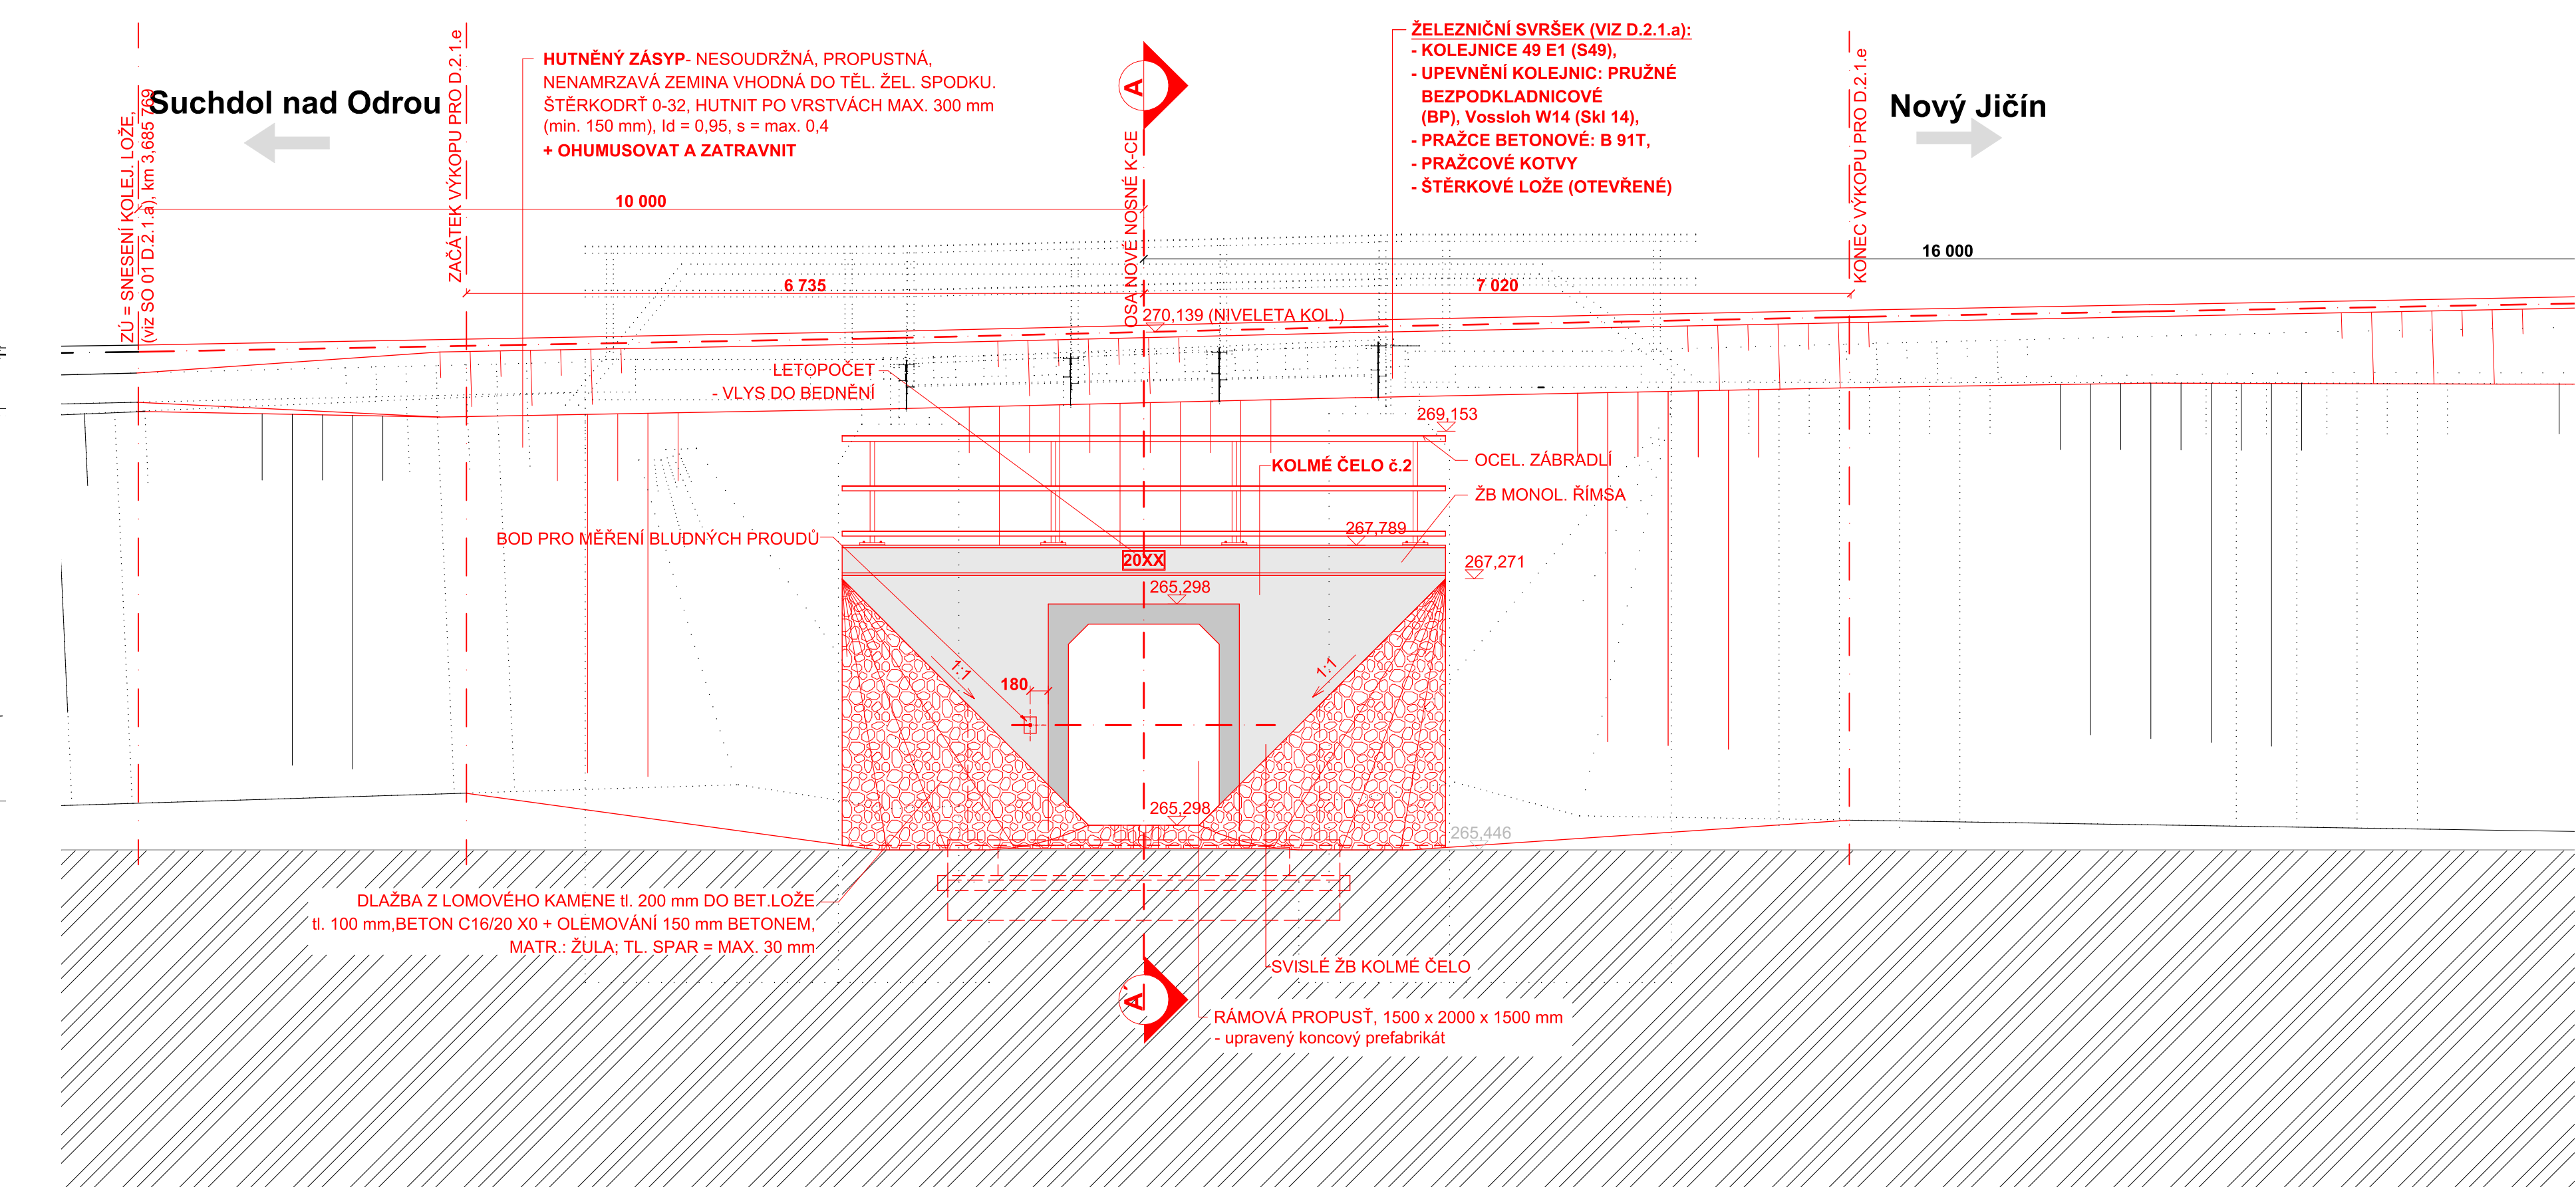 Suchdol nad Odrou
ZÚ = SNESENÍ KOLEJ. LOŽE,
(viz SO 01 D.2.1.a), km 3,685 769
ZAČÁTEK VÝKOPU PRO D.2.1.e
HUTNĚNÝ ZÁSYP- NESOUDRŽNÁ, PROPUSTNÁ,
NENAMRZAVÁ ZEMINA VHODNÁ DO TĚL. ŽEL. SPODKU.
ŠTĚRKODRŤ 0-32, HUTNIT PO VRSTVÁCH MAX. 300 mm
(min. 150 mm), Id = 0,95, s = max. 0,4
+ OHUMUSOVAT A ZATRAVNIT
A
OSA NOVÉ NOSNÉ K-CE
ŽELEZNIČNÍ SVRŠEK (VIZ D.2.1.a):
- KOLEJNICE 49 E1 (S49),
- UPEVNĚNÍ KOLEJNIC: PRUŽNÉ
BEZPODKLADNICOVÉ
(BP), Vossloh W14 (Skl 14),
- PRAŽCE BETONOVÉ: B 91T,
- PRAŽCOVÉ KOTVY
- ŠTĚRKOVÉ LOŽE (OTEVŘENÉ)
KONEC VÝKOPU PRO D.2.1.e
Nový Jičín
10 000
16 000
6 735
7 020
270,139 (NIVELETA KOL.)
LETOPOČET
- VLYS DO BEDNĚNÍ
269,153
OCEL. ZÁBRADLÍ
KOLMÉ ČELO č.2
ŽB MONOL. ŘÍMSA
BOD PRO MĚŘENÍ BLUDNÝCH PROUDŮ
267,789
20XX
267,271
265,298
1:1
1:1
180
265,298
265,446
DLAŽBA Z LOMOVÉHO KAMENE tl. 200 mm DO BET.LOŽE
tl. 100 mm,BETON C16/20 X0 + OLEMOVÁNÍ 150 mm BETONEM,
MATR.: ŽULA; TL. SPAR = MAX. 30 mm
SVISLÉ ŽB KOLMÉ ČELO
A´
RÁMOVÁ PROPUSŤ, 1500 x 2000 x 1500 mm
- upravený koncový prefabrikát